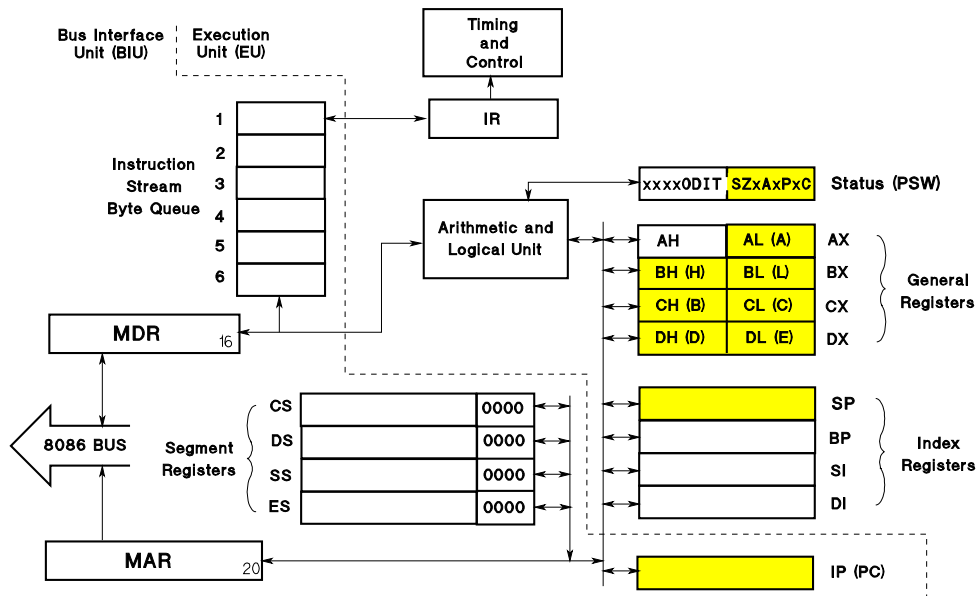 Timing
and
Control
Bus Interface
Unit (BIU)
Execution
Unit (EU)
IR
1
2
3
4
5
6
Instruction
Stream
Byte Queue
xxxxODIT SZxAxPxC Status (PSW)
Arithmetic and
Logical Unit
AH AL (A) AX
BH (H) BL (L) BX
CH (B) CL (C) CX
DH (D) DL (E) DX
General
Registers
MDR 16
8086 BUS
Segment
Registers
CS 0000
DS 0000
SS 0000
ES 0000
SP
BP
SI
DI
Index
Registers
MAR 20
IP (PC)